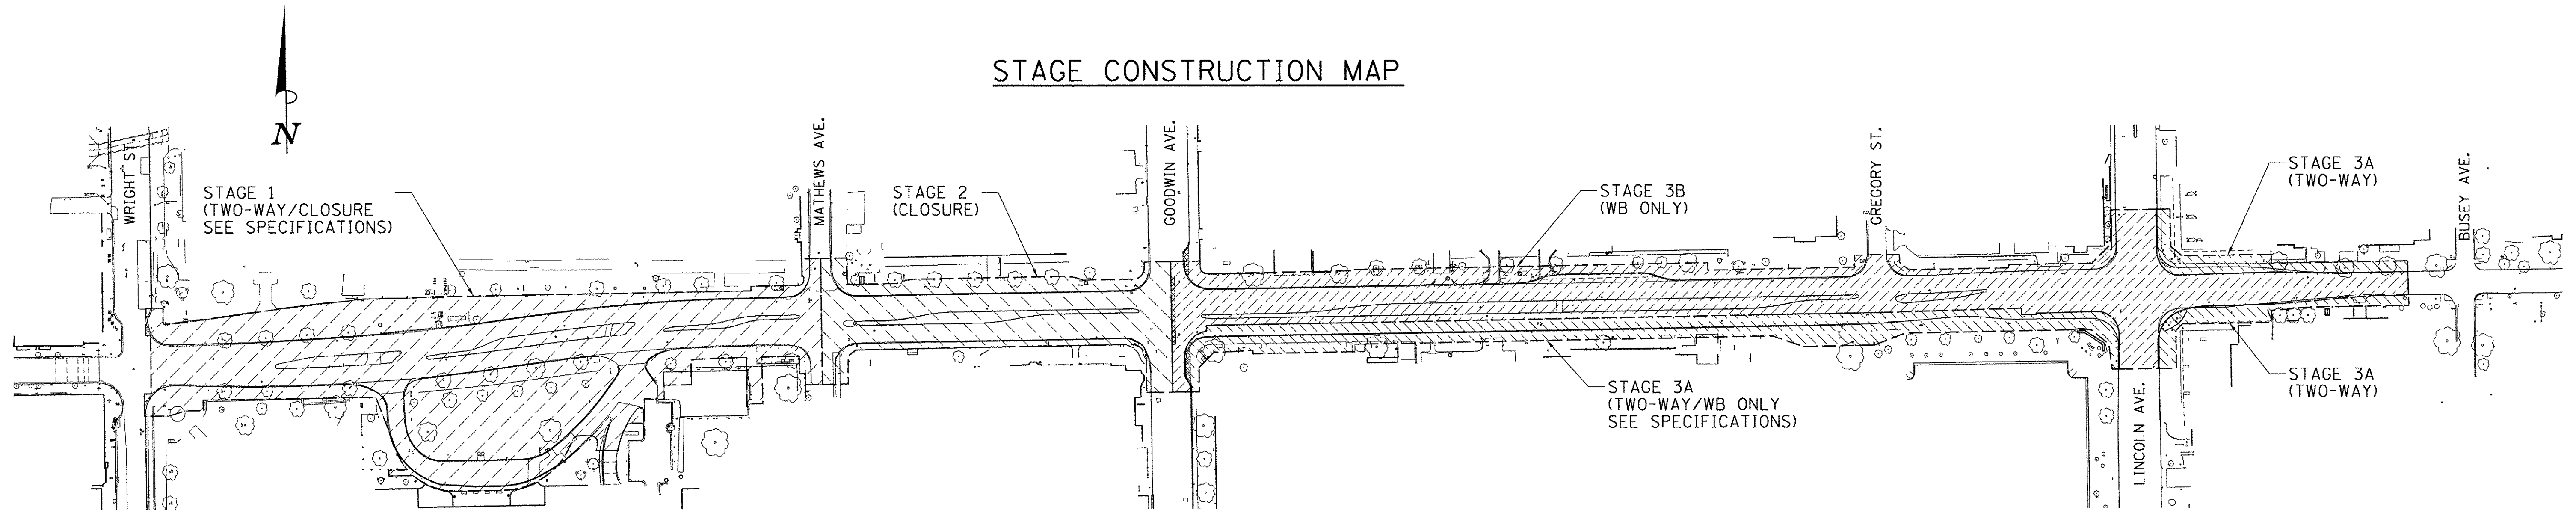 STAGE CONSTRUCTION MAP
N
WRIGHT ST.
STAGE 1
(TWO-WAY/CLOSURE
SEE SPECIFICATIONS)
MATHEWS AVE.
STAGE 2
(CLOSURE)
GOODWIN AVE.
STAGE 3B
(WB ONLY)
GREGORY ST.
STAGE 3A
(TWO-WAY)
BUSEY AVE.
STAGE 3A
(TWO-WAY/WB ONLY
SEE SPECIFICATIONS)
LINCOLN AVE.
STAGE 3A
(TWO-WAY)